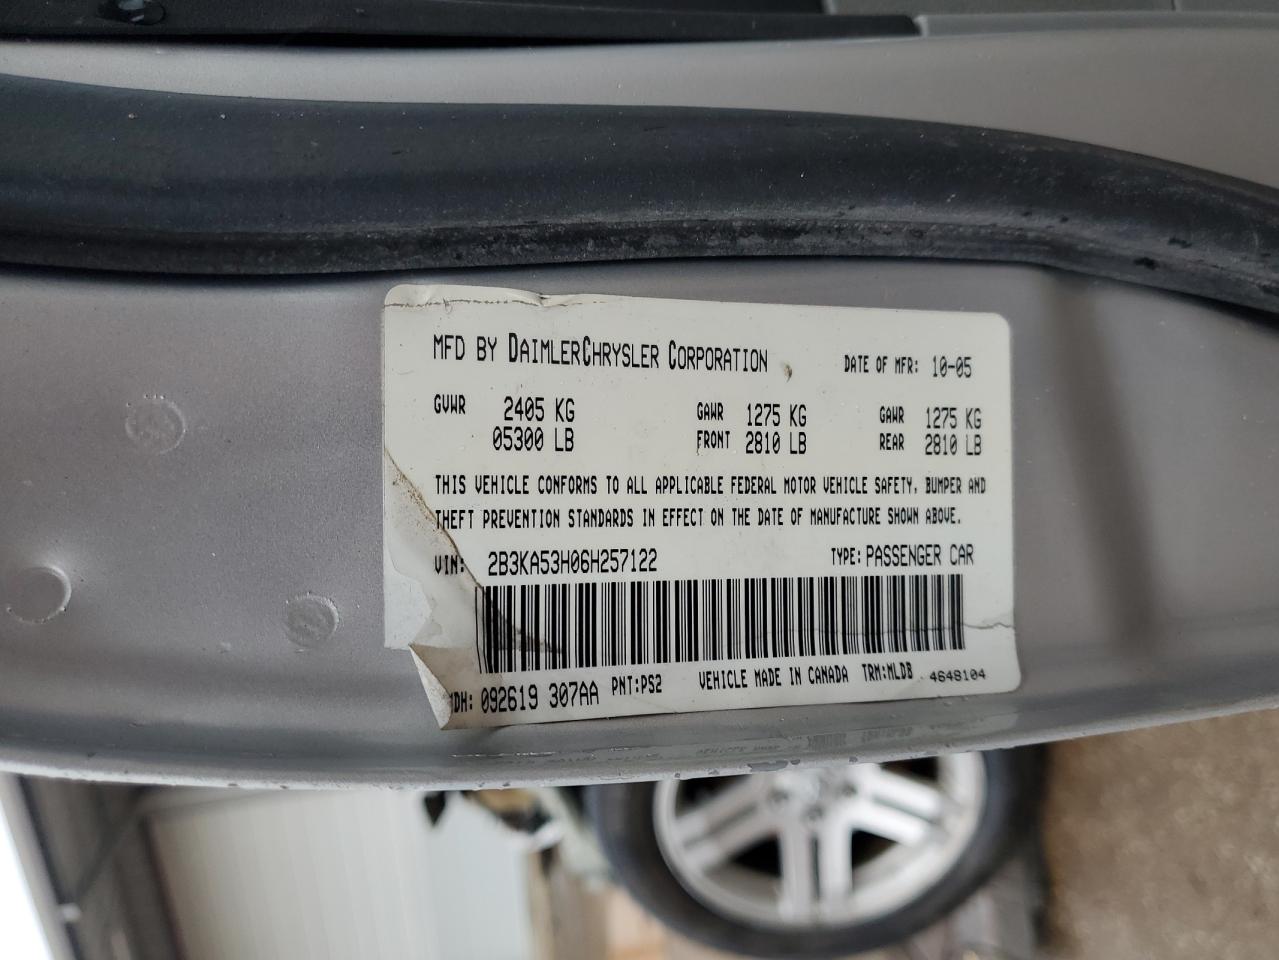 MFD BY DAIMLERCHRYSLER CORPORATION DATE OF MFR: 10-05
GVWR 2405 KG GAWR 1275 KG GAWR 1275 KG
05300 LB FRONT 2810 LB REAR 2810 LB
THIS VEHICLE CONFORMS TO ALL APPLICABLE FEDERAL MOTOR VEHICLE SAFETY, BUMPER AND
THEFT PREVENTION STANDARDS IN EFFECT ON THE DATE OF MANUFACTURE SHOWN ABOVE.
VIN: 2B3KA53H06H257122 TYPE: PASSENGER CAR
MDH: 092619 307AA PNT:PS2 VEHICLE MADE IN CANADA TRM:MLDB 4648104